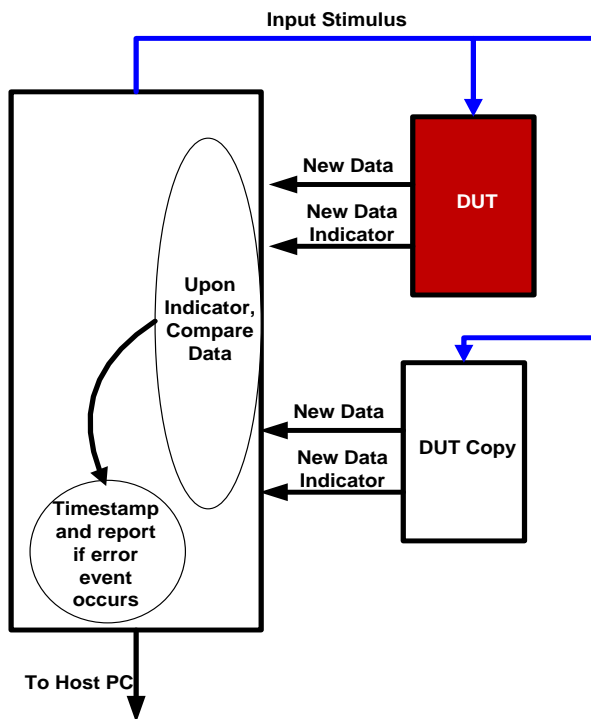 Input Stimulus
New Data
DUT
New Data
Indicator
Upon
Indicator,
Compare
Data
New Data
DUT Copy
New Data
Indicator
Timestamp
and report
if error
event
occurs
To Host PC